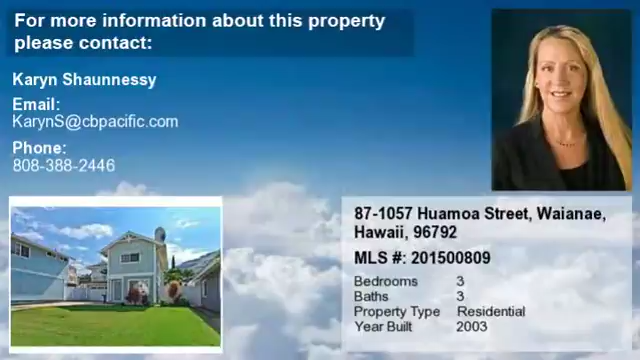 For more information about this property
please contact:
Karyn Shaunnessy
Email:
KarynS@cbpacific.com
Phone:
808-388-2446
87-1057 Huamoa Street, Waianae,
Hawaii, 96792
MLS #: 201500809
Bedrooms 3
Baths 3
Property Type Residential
Year Built 2003